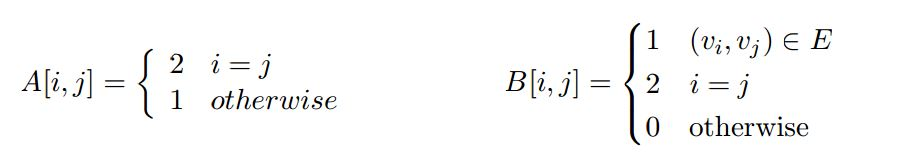 A[i, j] = { 2 i = j
1 otherwise
B[i, j] = { 1 (v_i, v_j) ∈ E
2 i = j
0 otherwise